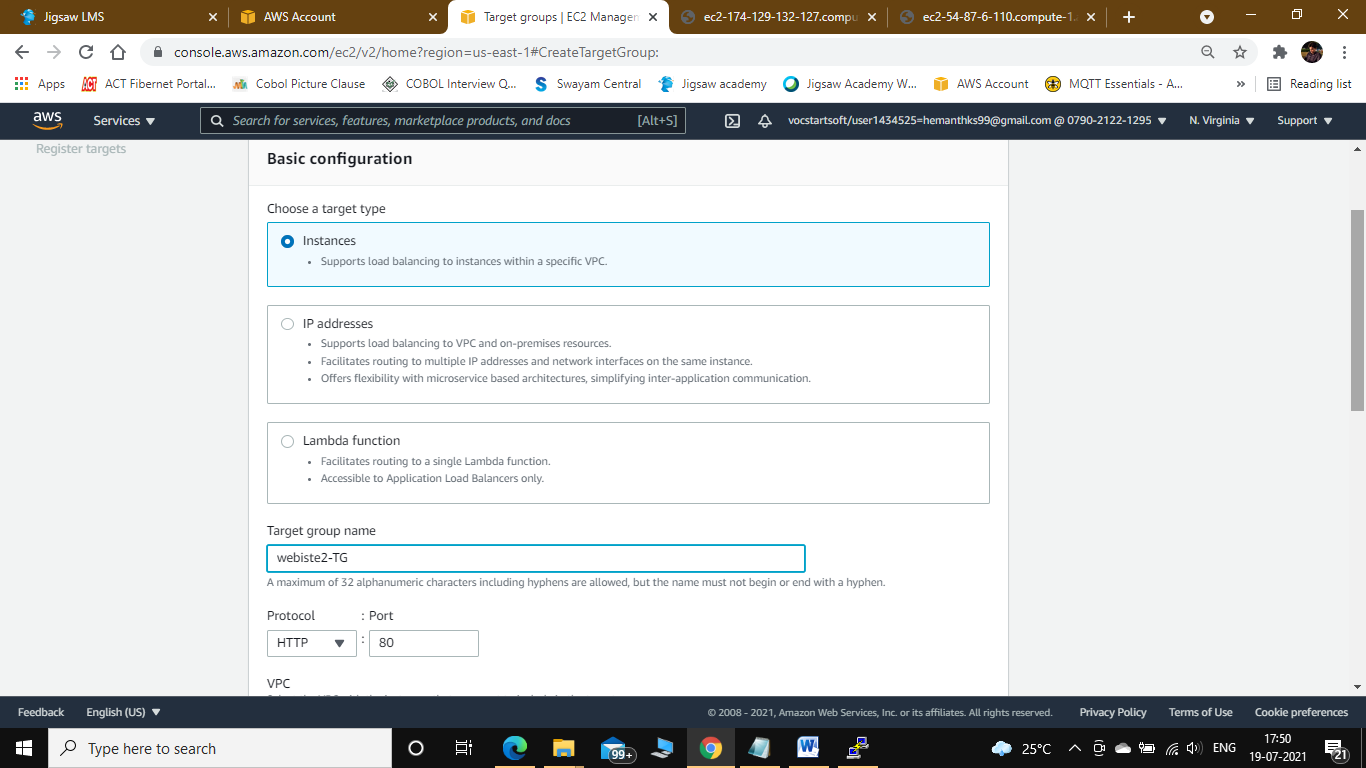 Jigsaw LMS
AWS Account
Target groups | EC2 Managen
ec2-174-129-132-127.compu
ec2-54-87-6-110.compute-1.
console.aws.amazon.com/ec2/v2/home?region=us-east-1#CreateTargetGroup:
Apps
ACT ACT Fibernet Portal...
Cobol Picture Clause
COBOL Interview Q...
Swayam Central
Jigsaw academy
Jigsaw Academy W...
AWS Account
MQTT Essentials - A...
»
Reading list
aws
Services
Search for services, features, marketplace products, and docs
[Alt+S]
vocstartsoft/user1434525=hemanthks99@gmail.com @ 0790-2122-1295
N. Virginia
Support
Register targets
Basic configuration
Choose a target type
Instances
• Supports load balancing to instances within a specific VPC.
IP addresses
• Supports load balancing to VPC and on-premises resources.
• Facilitates routing to multiple IP addresses and network interfaces on the same instance.
• Offers flexibility with microservice based architectures, simplifying inter-application communication.
Lambda function
• Facilitates routing to a single Lambda function.
• Accessible to Application Load Balancers only.
Target group name
webiste2-TG
A maximum of 32 alphanumeric characters including hyphens are allowed, but the name must not begin or end with a hyphen.
Protocol : Port
HTTP : 80
VPC
Feedback
English (US)
© 2008 - 2021, Amazon Web Services, Inc. or its affiliates. All rights reserved.
Privacy Policy
Terms of Use
Cookie preferences
Type here to search
99+
25°C
ENG
17:50
19-07-2021
21